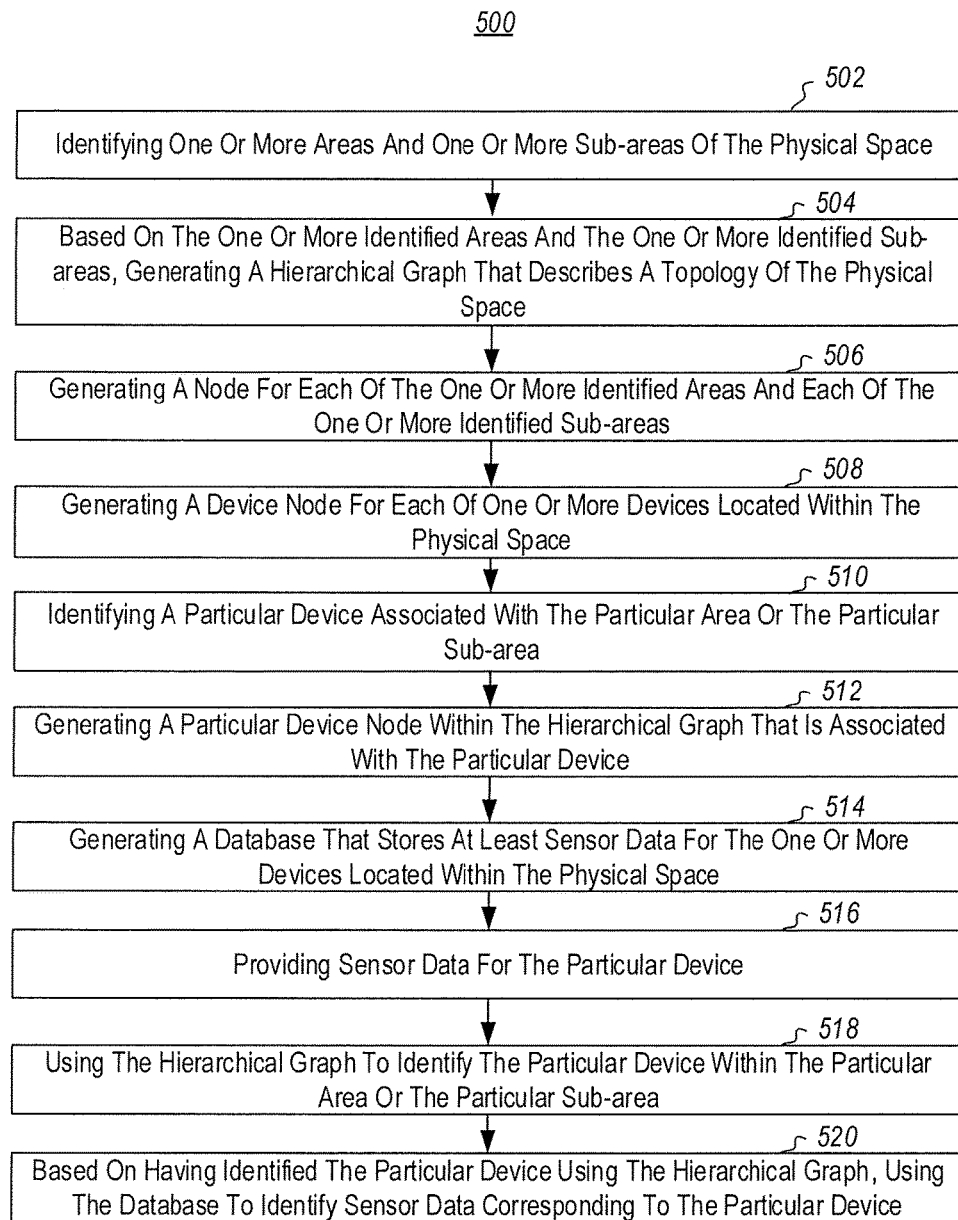 500
502
Identifying One Or More Areas And One Or More Sub-areas Of The Physical Space
504
Based On The One Or More Identified Areas And The One Or More Identified Sub-
areas, Generating A Hierarchical Graph That Describes A Topology Of The Physical
Space
506
Generating A Node For Each Of The One Or More Identified Areas And Each Of The
One Or More Identified Sub-areas
508
Generating A Device Node For Each Of One Or More Devices Located Within The
Physical Space
510
Identifying A Particular Device Associated With The Particular Area Or The Particular
Sub-area
512
Generating A Particular Device Node Within The Hierarchical Graph That Is Associated
With The Particular Device
514
Generating A Database That Stores At Least Sensor Data For The One Or More
Devices Located Within The Physical Space
516
Providing Sensor Data For The Particular Device
518
Using The Hierarchical Graph To Identify The Particular Device Within The Particular
Area Or The Particular Sub-area
520
Based On Having Identified The Particular Device Using The Hierarchical Graph, Using
The Database To Identify Sensor Data Corresponding To The Particular Device